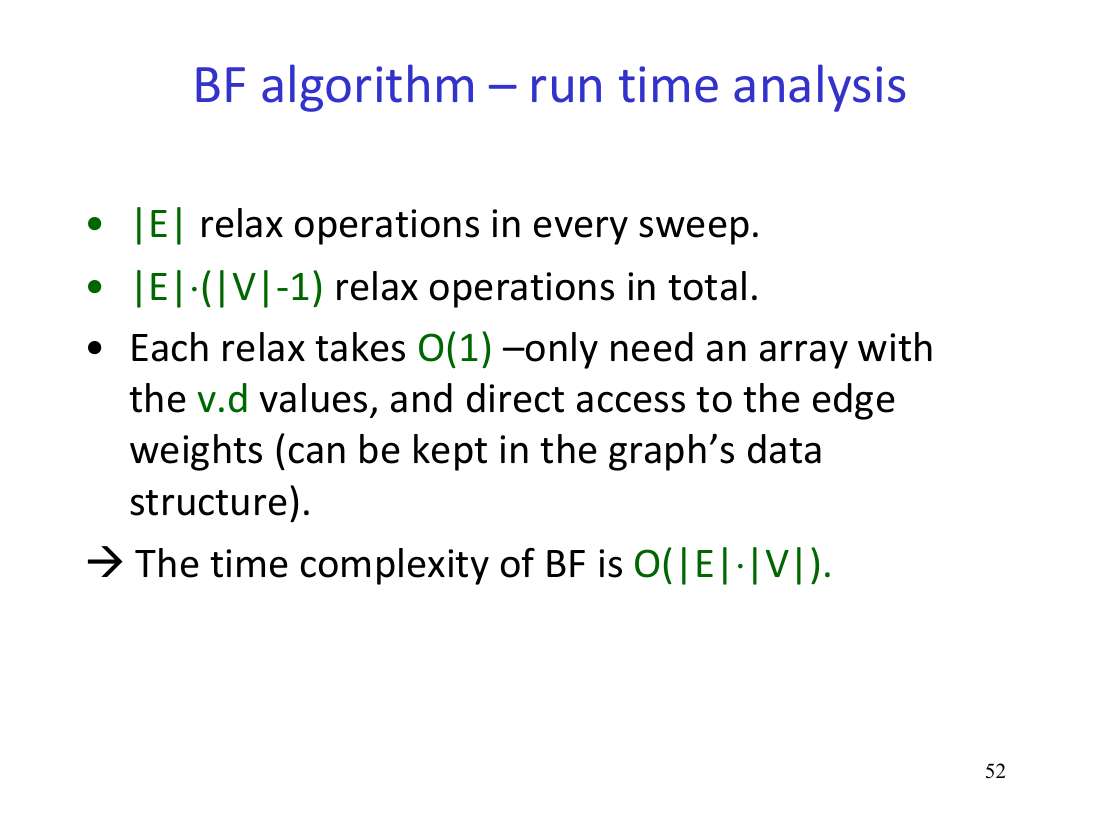 BF algorithm – run time analysis
• |E| relax operations in every sweep.
• |E|·(|V|-1) relax operations in total.
• Each relax takes O(1) –only need an array with
the v.d values, and direct access to the edge
weights (can be kept in the graph’s data
structure).
→ The time complexity of BF is O(|E|·|V|).
52